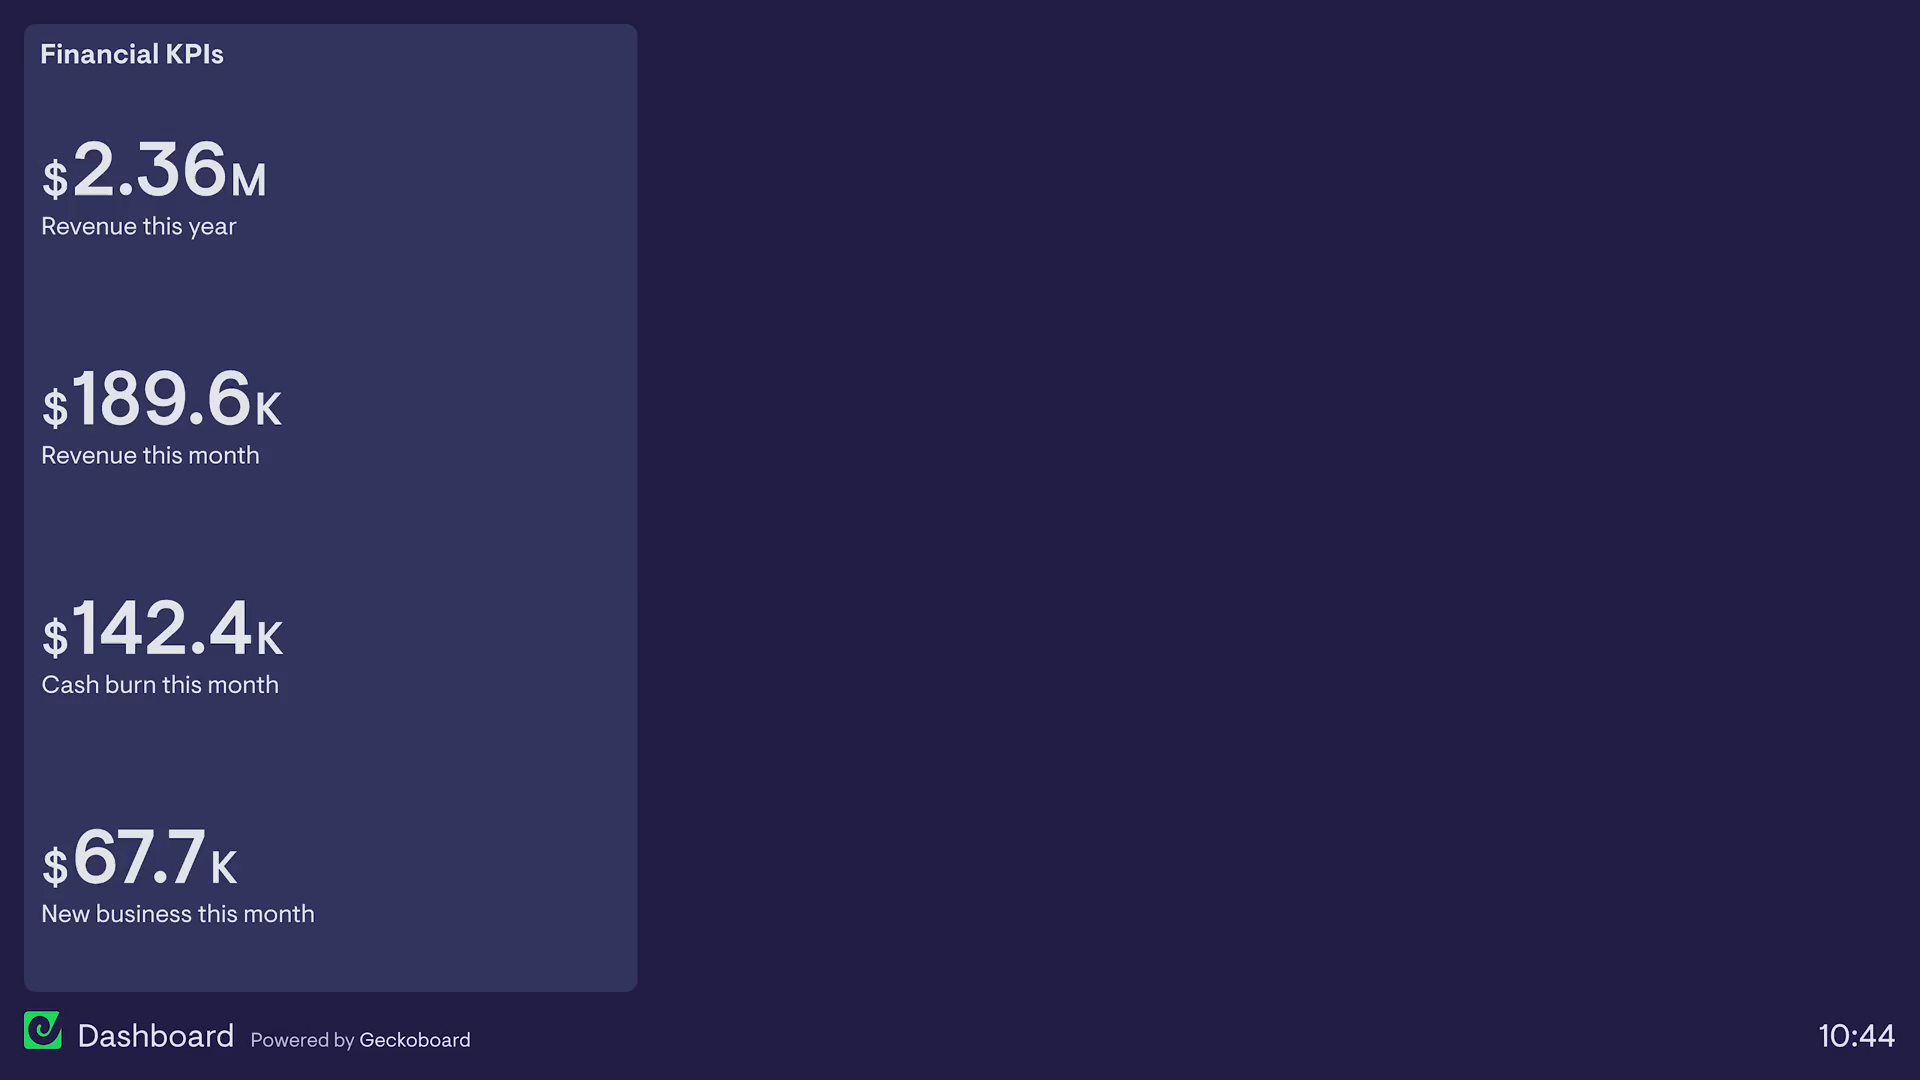 Financial KPIs
$2.36M
Revenue this year
$189.6K
Revenue this month
$142.4K
Cash burn this month
$67.7K
New business this month
Dashboard Powered by Geckoboard
10:44